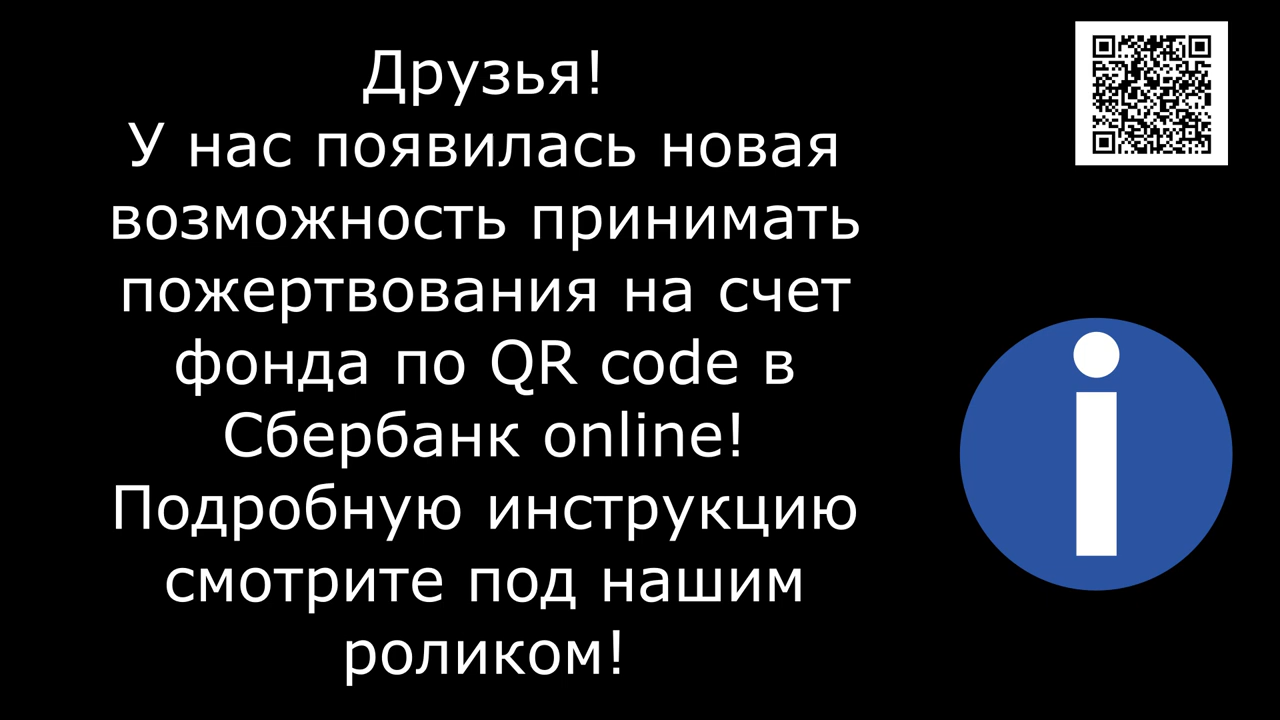 Друзья!
У нас появилась новая
возможность принимать
пожертвования на счет
фонда по QR code в
Сбербанк online!
Подробную инструкцию
смотрите под нашим
роликом!
i